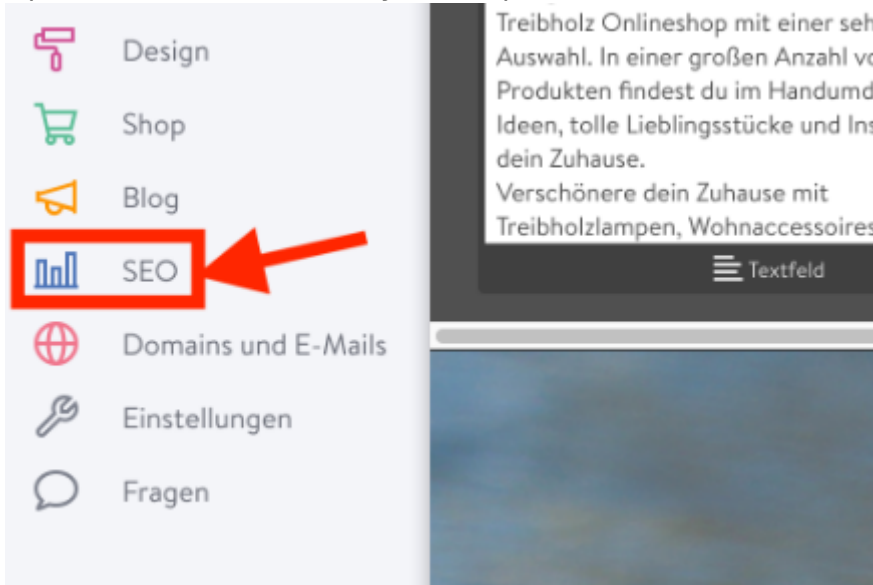 Design
Shop
Blog
SEO
Domains und E-Mails
Einstellungen
Fragen
Treibholz Onlineshop mit einer seh
Auswahl. In einer großen Anzahl vo
Produkten findest du im Handumd
Ideen, tolle Lieblingsstücke und Ins
dein Zuhause.
Verschönere dein Zuhause mit
Treibholzlampen, Wohnaccessoires
Textfeld